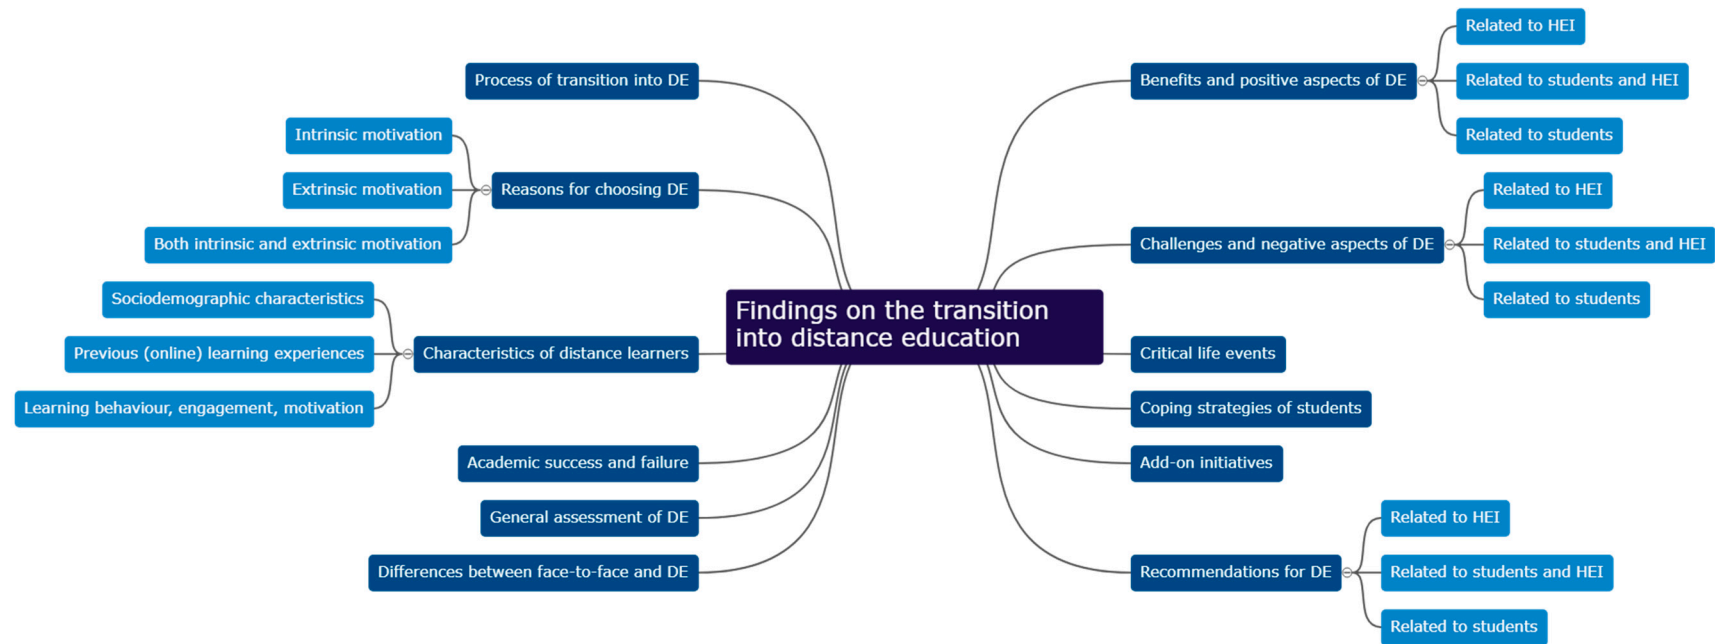 Findings on the transition
into distance education
Process of transition into DE
Reasons for choosing DE
Intrinsic motivation
Extrinsic motivation
Both intrinsic and extrinsic motivation
Characteristics of distance learners
Sociodemographic characteristics
Previous (online) learning experiences
Learning behaviour, engagement, motivation
Academic success and failure
General assessment of DE
Differences between face-to-face and DE
Benefits and positive aspects of DE
Related to HEI
Related to students and HEI
Related to students
Challenges and negative aspects of DE
Related to HEI
Related to students and HEI
Related to students
Critical life events
Coping strategies of students
Add-on initiatives
Recommendations for DE
Related to HEI
Related to students and HEI
Related to students